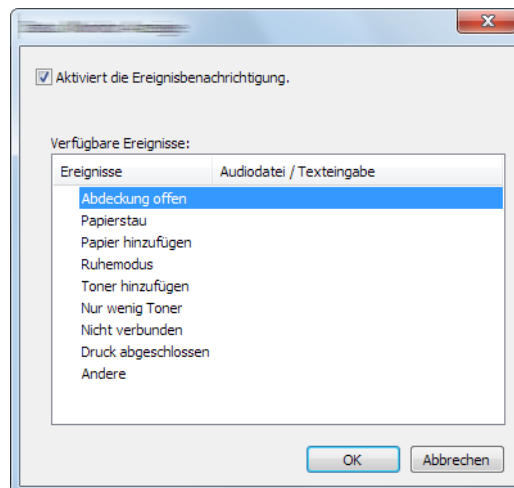 Aktiviert die Ereignisbenachrichtigung.
Verfügbare Ereignisse:
Ereignisse Audiodatei / Texteingabe
Abdeckung offen
Papierstau
Papier hinzufügen
Ruhemodus
Toner hinzufügen
Nur wenig Toner
Nicht verbunden
Druck abgeschlossen
Andere
OK Abbrechen